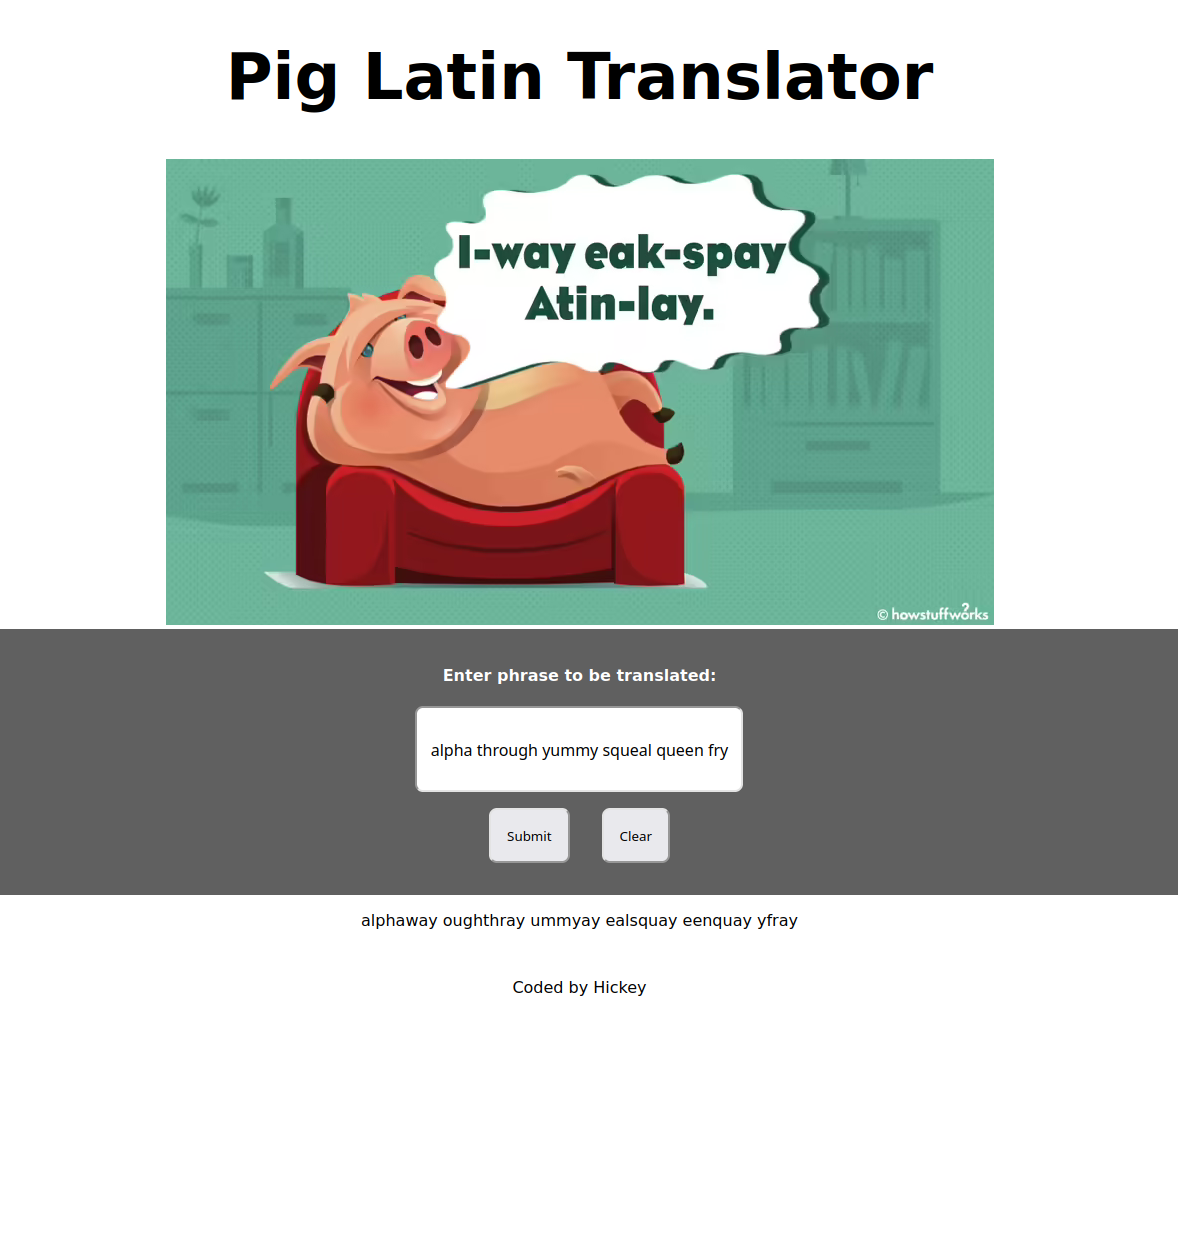 Pig Latin Translator
I-way eak-spay
Atin-lay.
© howstuffworks
Enter phrase to be translated:
alpha through yummy squeal queen fry
Submit Clear
alphaway oughthray ummyay ealsquay eenquay yfray
Coded by Hickey